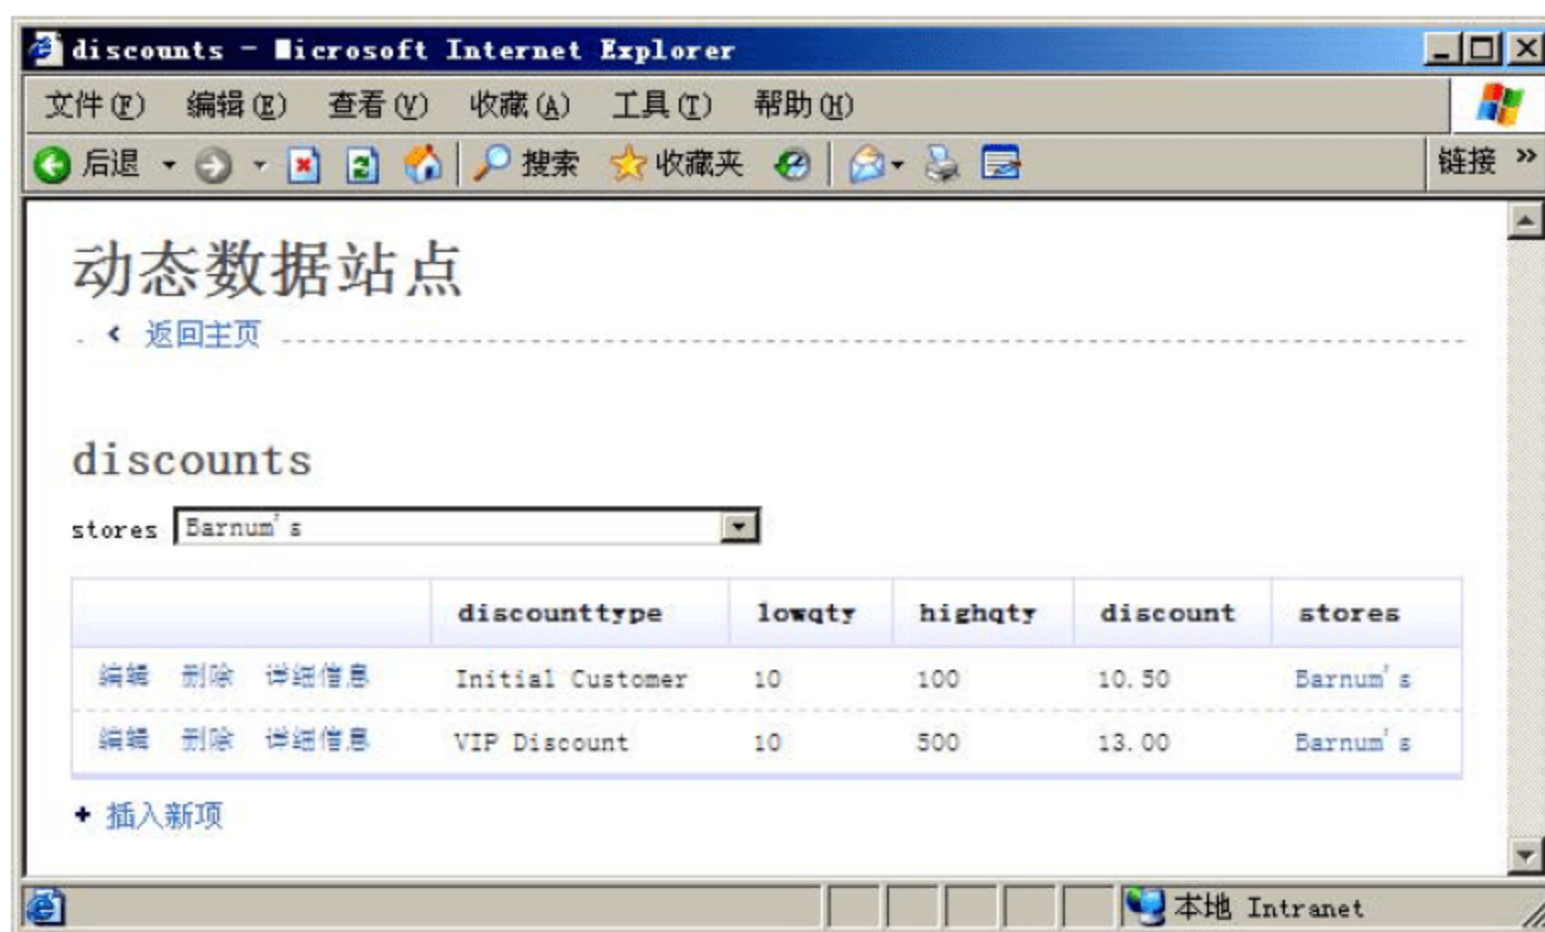 discounts - Microsoft Internet Explorer
文件(F) 编辑(E) 查看(V) 收藏(A) 工具(T) 帮助(H)
后退 搜索 收藏夹 链接 »
动态数据站点
返回主页
discounts
stores Barnum's
discounttype lowqty highqty discount stores
编辑 删除 详细信息 Initial Customer 10 100 10.50 Barnum's
编辑 删除 详细信息 VIP Discount 10 500 13.00 Barnum's
+ 插入新项
本地 Intranet